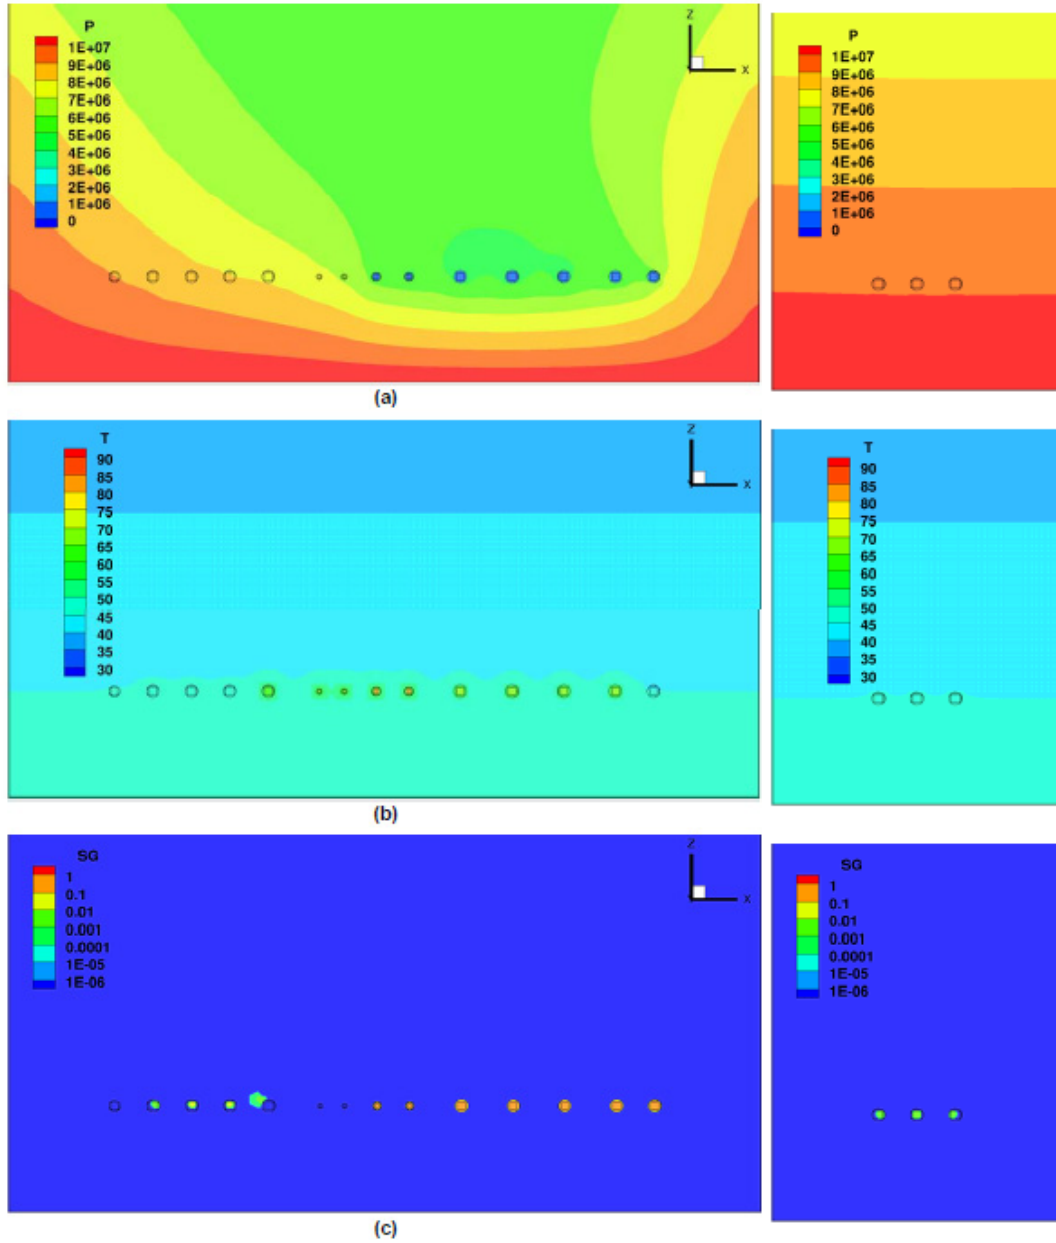 P
1E+07
9E+06
8E+06
7E+06
6E+06
5E+06
4E+06
3E+06
2E+06
1E+06
0
Z
X
P
1E+07
9E+06
8E+06
7E+06
6E+06
5E+06
4E+06
3E+06
2E+06
1E+06
0
(a)
T
90
85
80
75
70
65
60
55
50
45
40
35
30
Z
X
T
90
85
80
75
70
65
60
55
50
45
40
35
30
(b)
SG
1
0.1
0.01
0.001
0.0001
1E-05
1E-06
Z
X
SG
1
0.1
0.01
0.001
0.0001
1E-05
1E-06
(c)